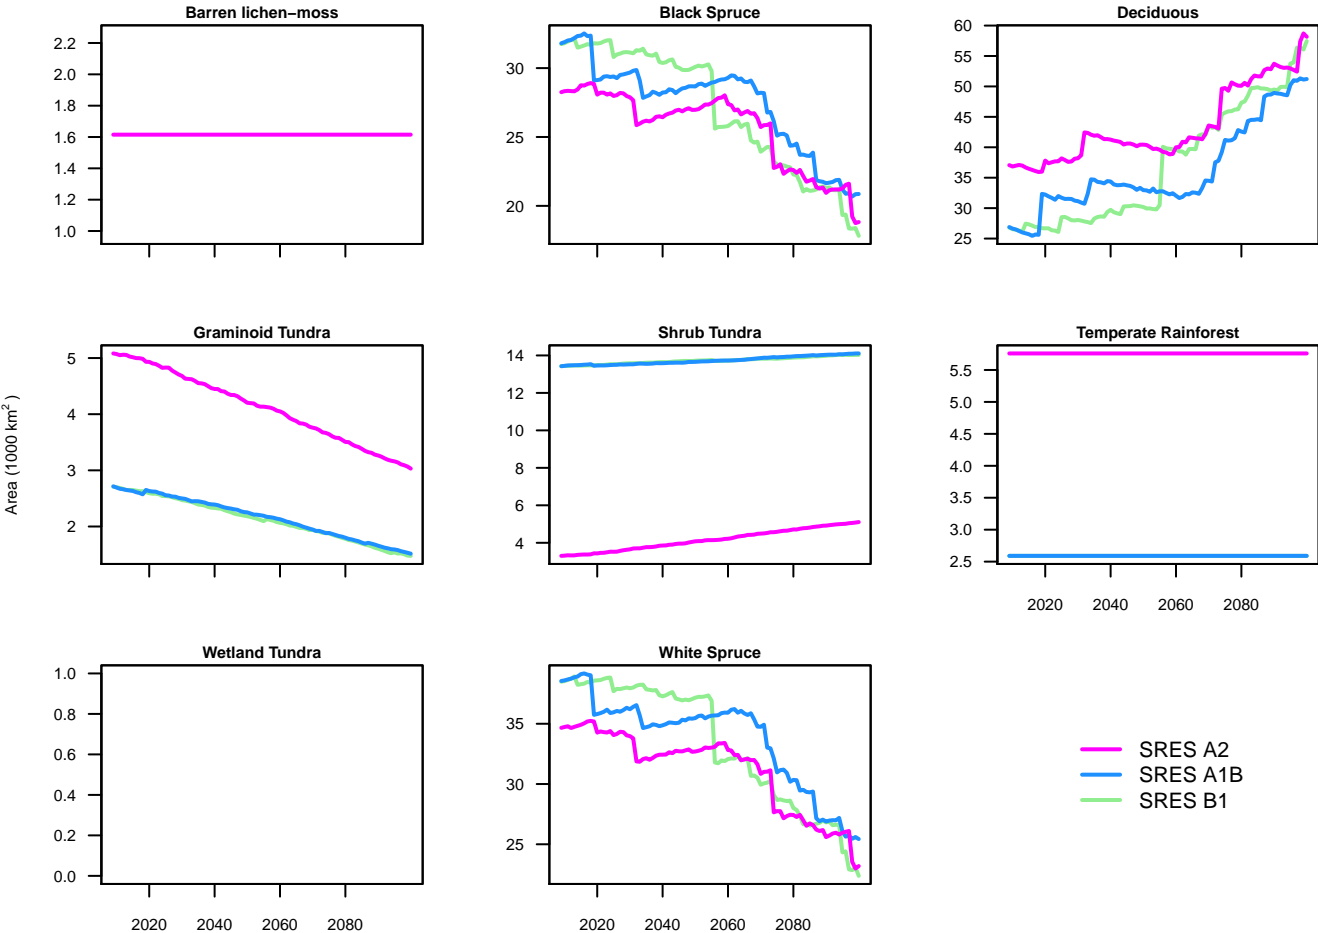 Barren lichen−moss
2.2
2.0
1.8
1.6
1.4
1.2
1.0
Black Spruce
30
25
20
Deciduous
60
55
50
45
40
35
30
25
Area (1000 km²)
Graminoid Tundra
5
4
3
2
Shrub Tundra
14
12
10
8
6
4
Temperate Rainforest
5.5
5.0
4.5
4.0
3.5
3.0
2.5
2020 2040 2060 2080
Wetland Tundra
1.0
0.8
0.6
0.4
0.2
0.0
2020 2040 2060 2080
White Spruce
35
30
25
2020 2040 2060 2080
SRES A2
SRES A1B
SRES B1